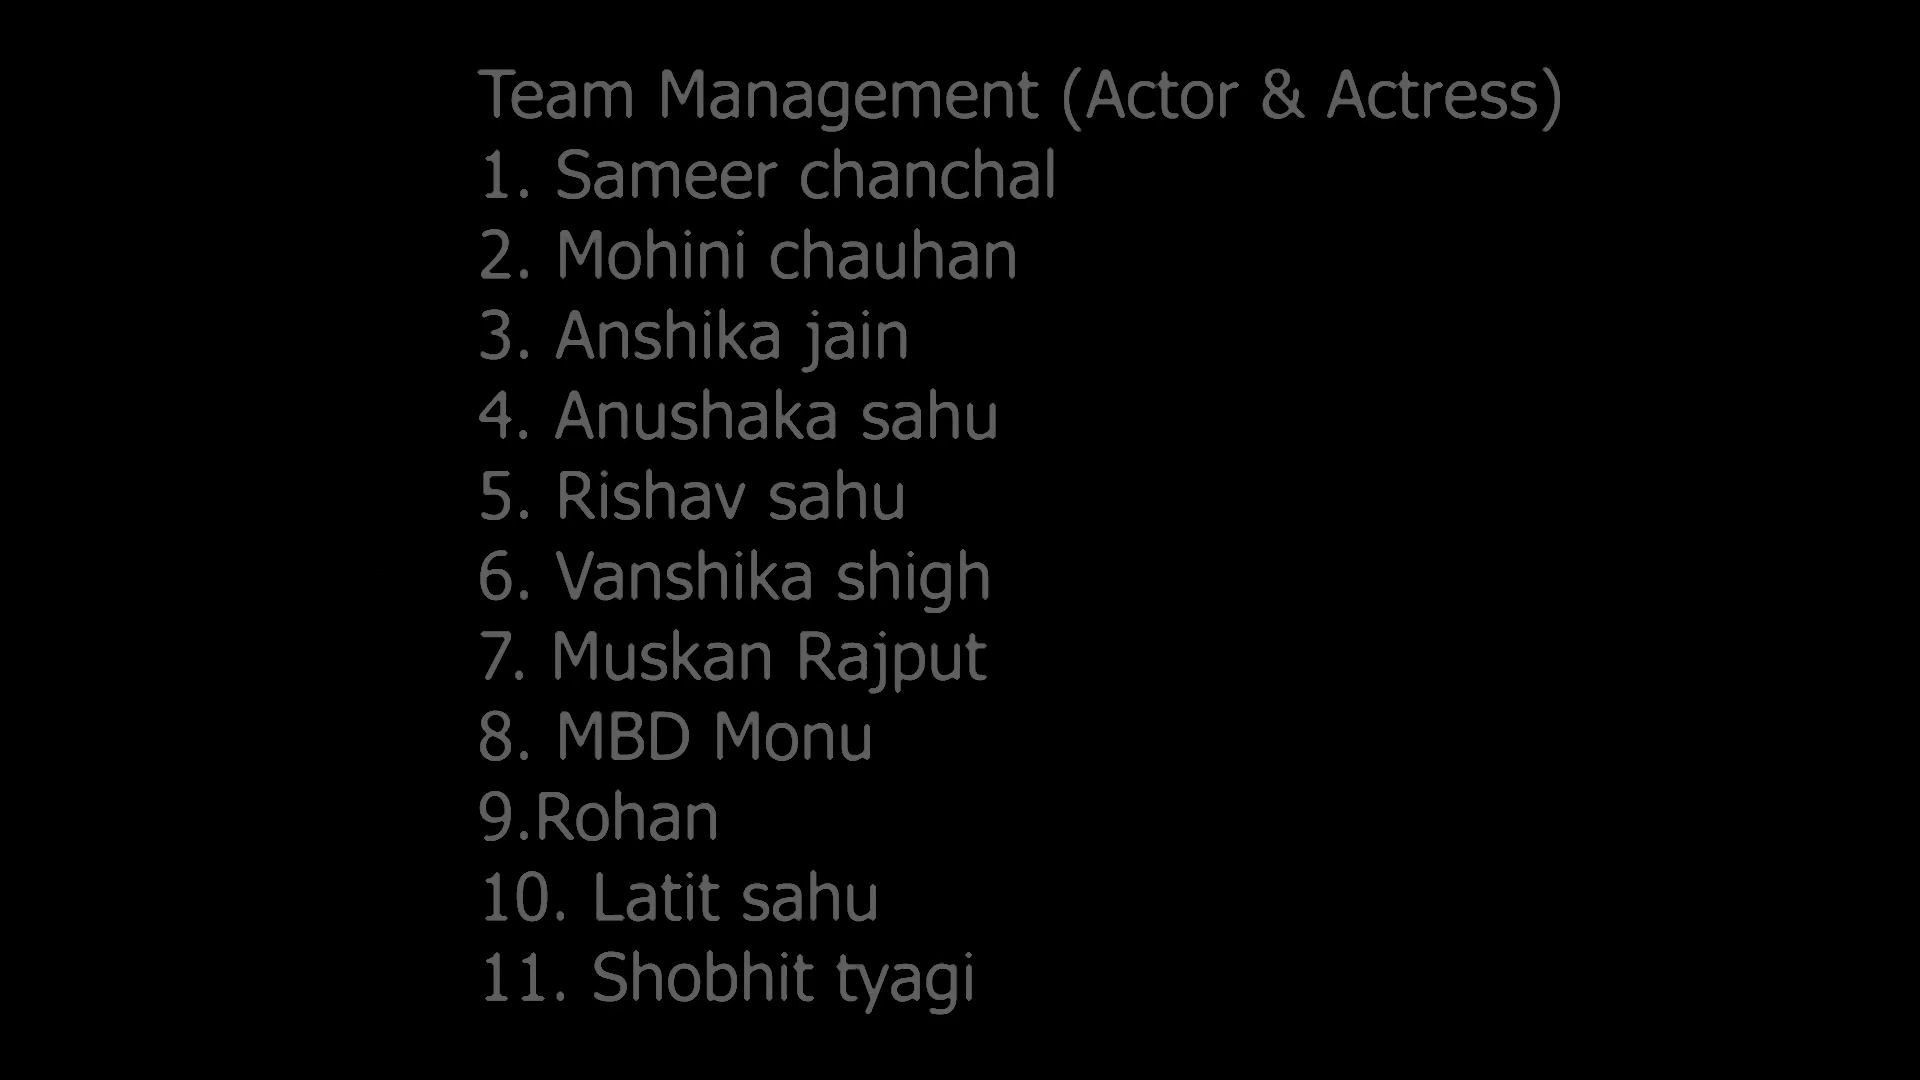 Team Management (Actor & Actress)
1. Sameer chanchal
2. Mohini chauhan
3. Anshika jain
4. Anushaka sahu
5. Rishav sahu
6. Vanshika shigh
7. Muskan Rajput
8. MBD Monu
9.Rohan
10. Latit sahu
11. Shobhit tyagi